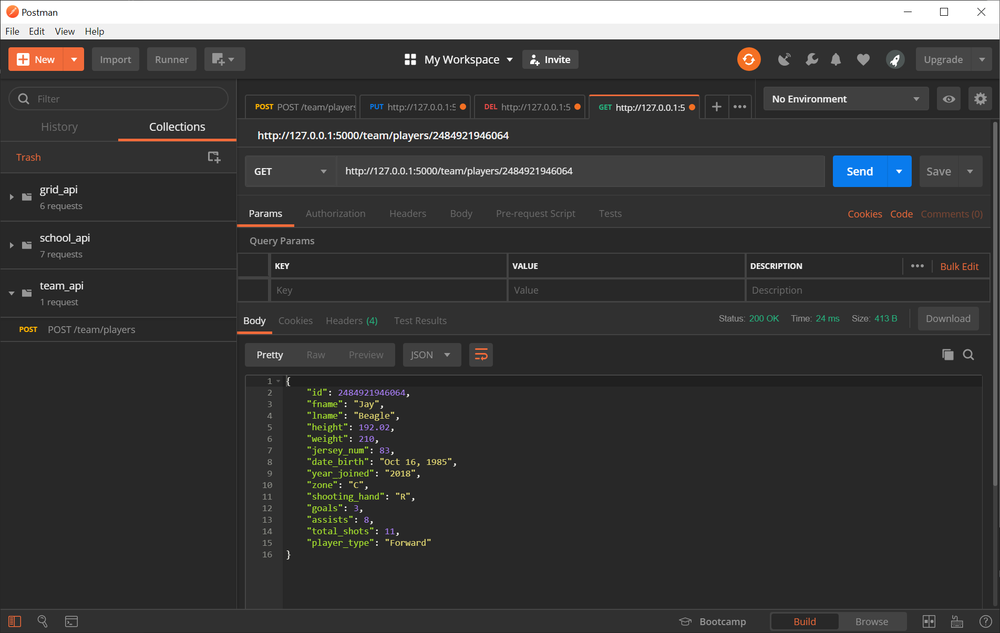 Postman
File Edit View Help
New Import Runner My Workspace Invite Upgrade
Filter
History Collections
Trash
grid_api
6 requests
school_api
7 requests
team_api
1 request
POST POST /team/players
POST POST /team/players PUT http://127.0.0.1:5 DEL http://127.0.0.1:5 GET http://127.0.0.1:5 No Environment
http://127.0.0.1:5000/team/players/2484921946064
GET http://127.0.0.1:5000/team/players/2484921946064 Send Save
Params Authorization Headers Body Pre-request Script Tests Cookies Code Comments (0)
Query Params
KEY VALUE DESCRIPTION Bulk Edit
Key Value Description
Body Cookies Headers (4) Test Results Status: 200 OK Time: 24 ms Size: 413 B Download
Pretty Raw Preview JSON
1 {
2 "id": 2484921946064,
3 "fname": "Jay",
4 "lname": "Beagle",
5 "height": 192.02,
6 "weight": 210,
7 "jersey_num": 83,
8 "date_birth": "Oct 16, 1985",
9 "year_joined": "2018",
10 "zone": "C",
11 "shooting_hand": "R",
12 "goals": 3,
13 "assists": 8,
14 "total_shots": 11,
15 "player_type": "Forward"
16 }
Bootcamp Build Browse